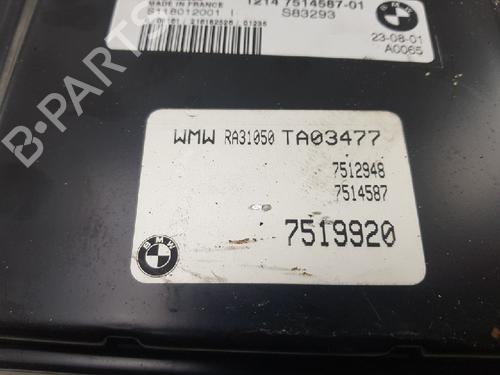 MADE IN FRANCE
1214 7514587-01
S118012001 I
S83293
BMW
23-08-01
A0065
WMW RA31050 TA03477
7512948
7514587
7519920
BMW
B-PARTS